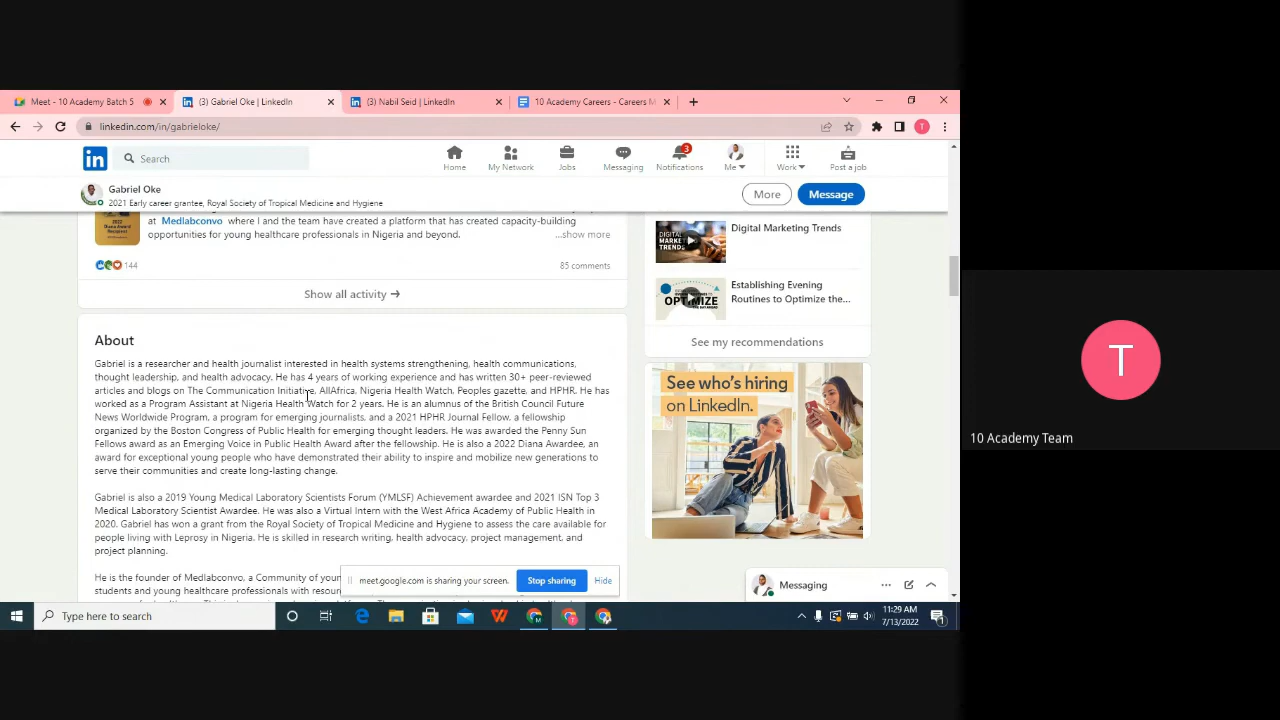 Meet - 10 Academy Batch 5
(3) Gabriel Oke | LinkedIn
(3) Nabil Seid | LinkedIn
10 Academy Careers - Careers M
linkedin.com/in/gabrieloke/
in
Search
Home
My Network
Jobs
Messaging
3
Notifications
Me
Work
Post a job
Gabriel Oke
2021 Early career grantee, Royal Society of Tropical Medicine and Hygiene
More
Message
at Medlabconvo where I and the team have created a platform that has created capacity-building
opportunities for young healthcare professionals in Nigeria and beyond.
...show more
144
85 comments
Show all activity →
About
Gabriel is a researcher and health journalist interested in health systems strengthening, health communications,
thought leadership, and health advocacy. He has 4 years of working experience and has written 30+ peer-reviewed
articles and blogs on The Communication Initiative, AllAfrica, Nigeria Health Watch, Peoples gazette, and HPHR. He has
worked as a Program Assistant at Nigeria Health Watch for 2 years. He is an alumnus of the British Council Future
News Worldwide Program, a program for emerging journalists, and a 2021 HPHR Journal Fellow, a fellowship
organized by the Boston Congress of Public Health for emerging thought leaders. He was awarded the Penny Sun
Fellows award as an Emerging Voice in Public Health Award after the fellowship. He is also a 2022 Diana Awardee, an
award for exceptional young people who have demonstrated their ability to inspire and mobilize new generations to
serve their communities and create long-lasting change.
Gabriel is also a 2019 Young Medical Laboratory Scientists Forum (YMLSF) Achievement awardee and 2021 ISN Top 3
Medical Laboratory Scientist Awardee. He was also a Virtual Intern with the West Africa Academy of Public Health in
2020. Gabriel has won a grant from the Royal Society of Tropical Medicine and Hygiene to assess the care available for
people living with Leprosy in Nigeria. He is skilled in research writing, health advocacy, project management, and
project planning.
He is the founder of Medlabconvo, a Community of
students and young healthcare professionals with
Digital Marketing Trends
Establishing Evening
Routines to Optimize the...
OPTIMIZE
See my recommendations
See who's hiring
on LinkedIn.
Messaging
meet.google.com is sharing your screen.
Stop sharing
Hide
Type here to search
11:29 AM
7/13/2022
T
10 Academy Team